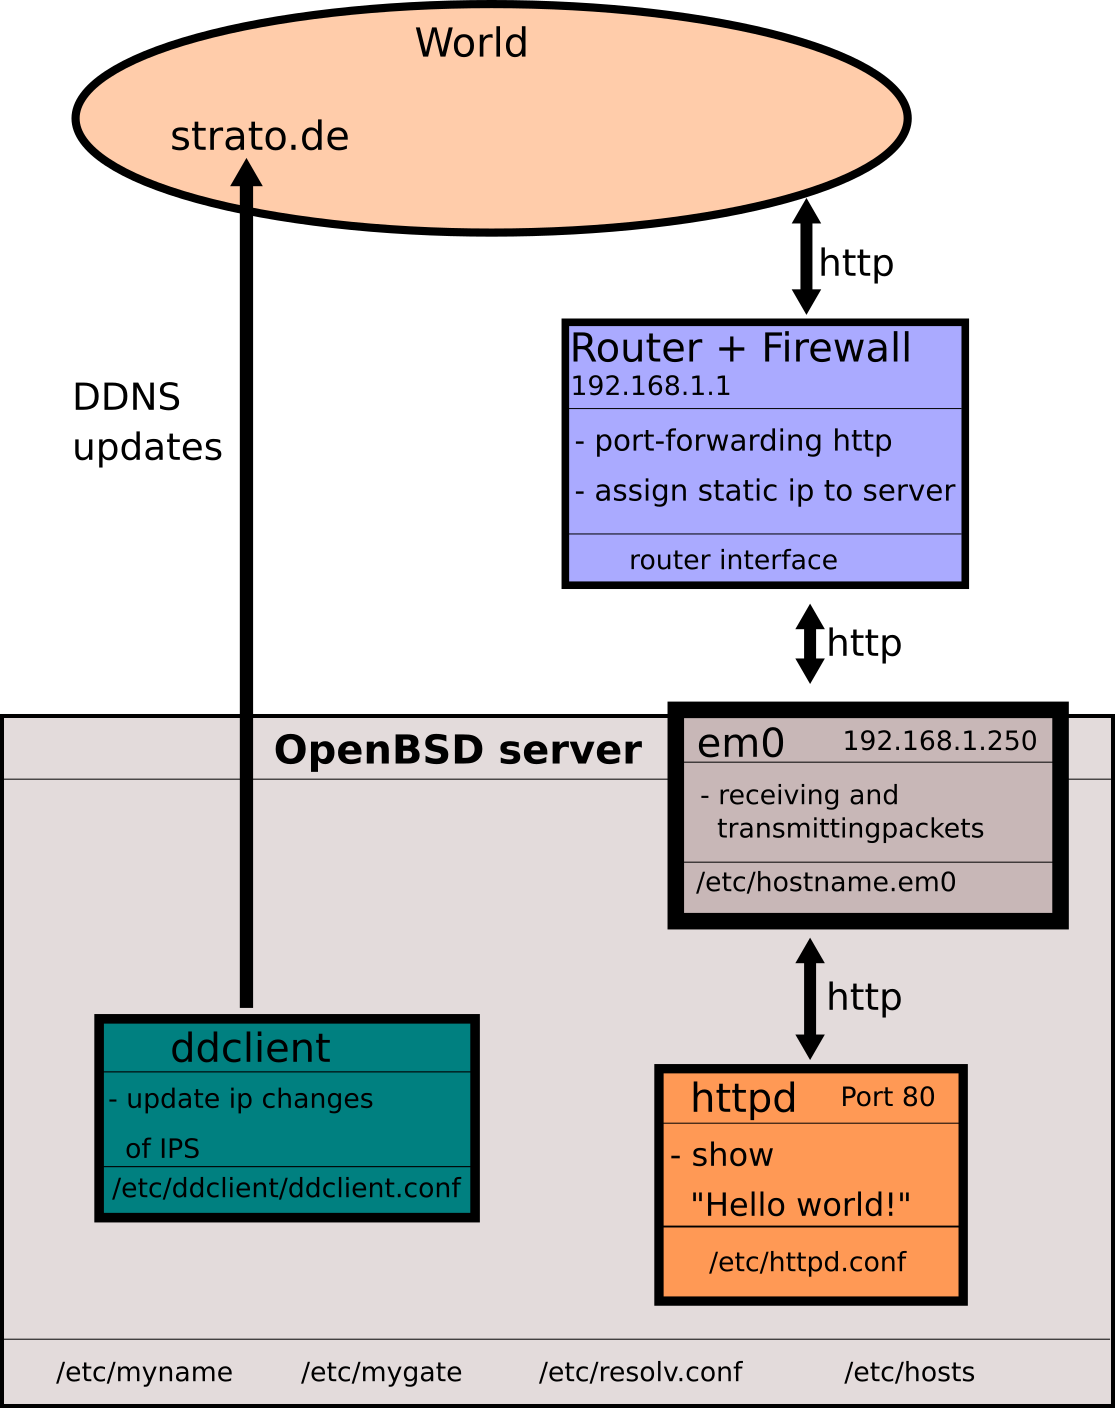 World
strato.de
http
Router + Firewall
192.168.1.1
- port-forwarding http
- assign static ip to server
router interface
DDNS
updates
http
OpenBSD server
em0 192.168.1.250
- receiving and
transmittingpackets
/etc/hostname.em0
http
ddclient
- update ip changes
of IPS
/etc/ddclient/ddclient.conf
httpd Port 80
- show
"Hello world!"
/etc/httpd.conf
/etc/myname /etc/mygate /etc/resolv.conf /etc/hosts